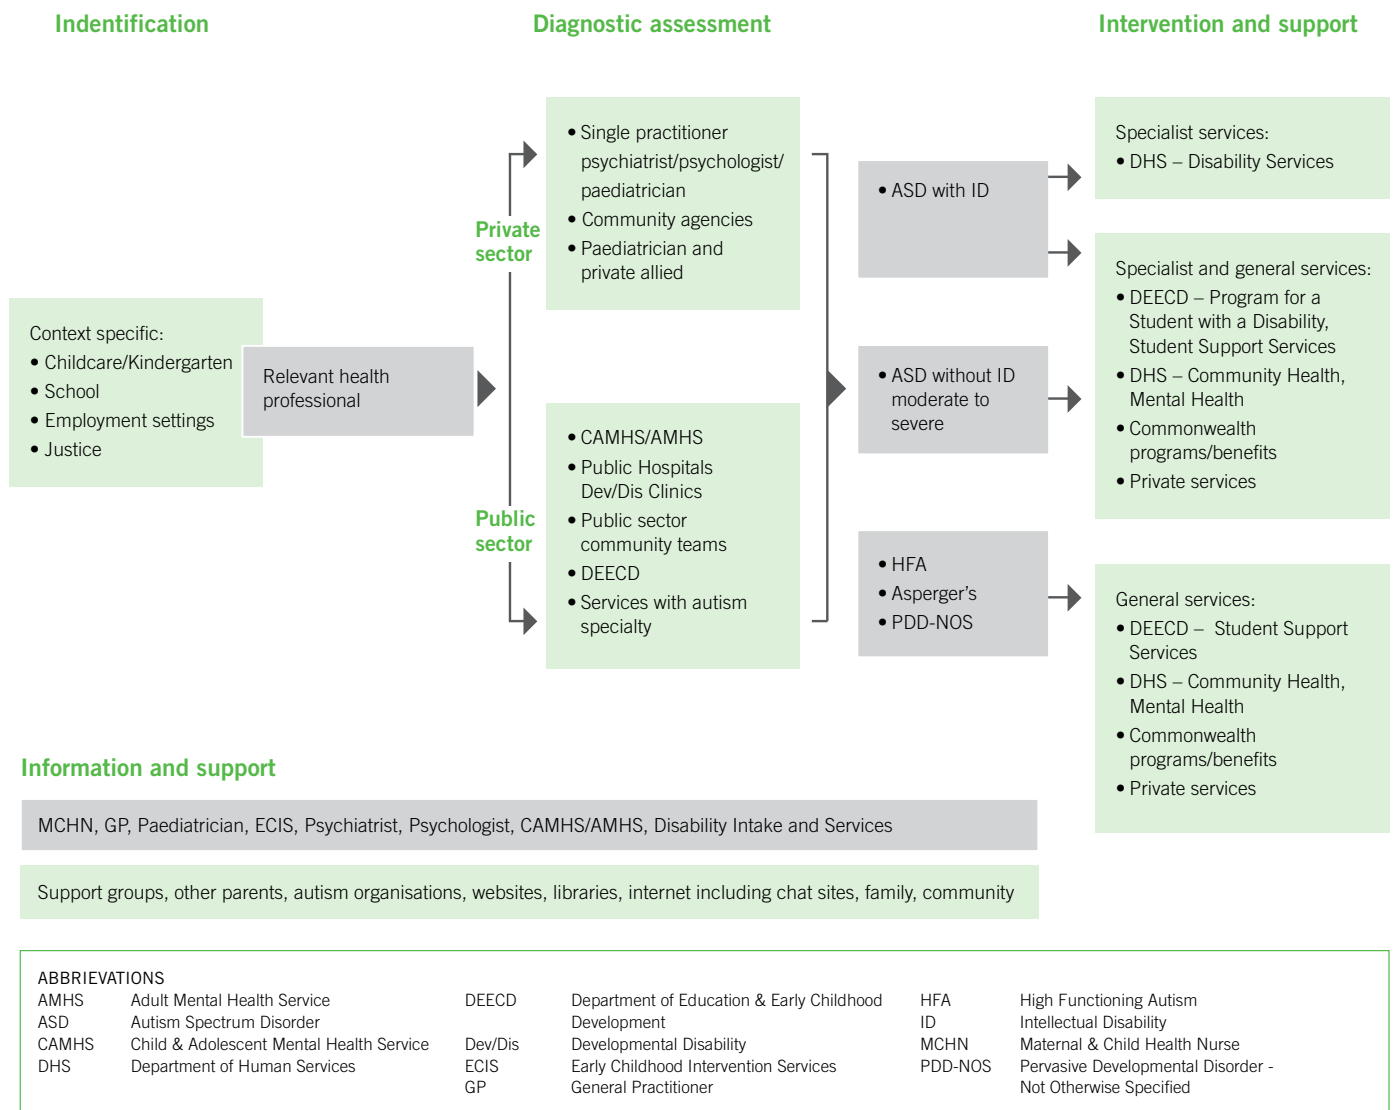 Indentification
Diagnostic assessment
Intervention and support
Context specific:
• Childcare/Kindergarten
• School
• Employment settings
• Justice
Relevant health
professional
Private
sector
Public
sector
• Single practitioner
psychiatrist/psychologist/
paediatrician
• Community agencies
• Paediatrician and
private allied
• CAMHS/AMHS
• Public Hospitals
Dev/Dis Clinics
• Public sector
community teams
• DEECD
• Services with autism
specialty
• ASD with ID
• ASD without ID
moderate to
severe
• HFA
• Asperger’s
• PDD-NOS
Specialist services:
• DHS – Disability Services
Specialist and general services:
• DEECD – Program for a
Student with a Disability,
Student Support Services
• DHS – Community Health,
Mental Health
• Commonwealth
programs/benefits
• Private services
General services:
• DEECD – Student Support
Services
• DHS – Community Health,
Mental Health
• Commonwealth
programs/benefits
• Private services
Information and support
MCHN, GP, Paediatrician, ECIS, Psychiatrist, Psychologist, CAMHS/AMHS, Disability Intake and Services
Support groups, other parents, autism organisations, websites, libraries, internet including chat sites, family, community
ABBRIEVATIONS
AMHS Adult Mental Health Service
ASD Autism Spectrum Disorder
CAMHS Child & Adolescent Mental Health Service
DHS Department of Human Services
DEECD Department of Education & Early Childhood
Development
Dev/Dis Developmental Disability
ECIS Early Childhood Intervention Services
GP General Practitioner
HFA High Functioning Autism
ID Intellectual Disability
MCHN Maternal & Child Health Nurse
PDD-NOS Pervasive Developmental Disorder -
Not Otherwise Specified